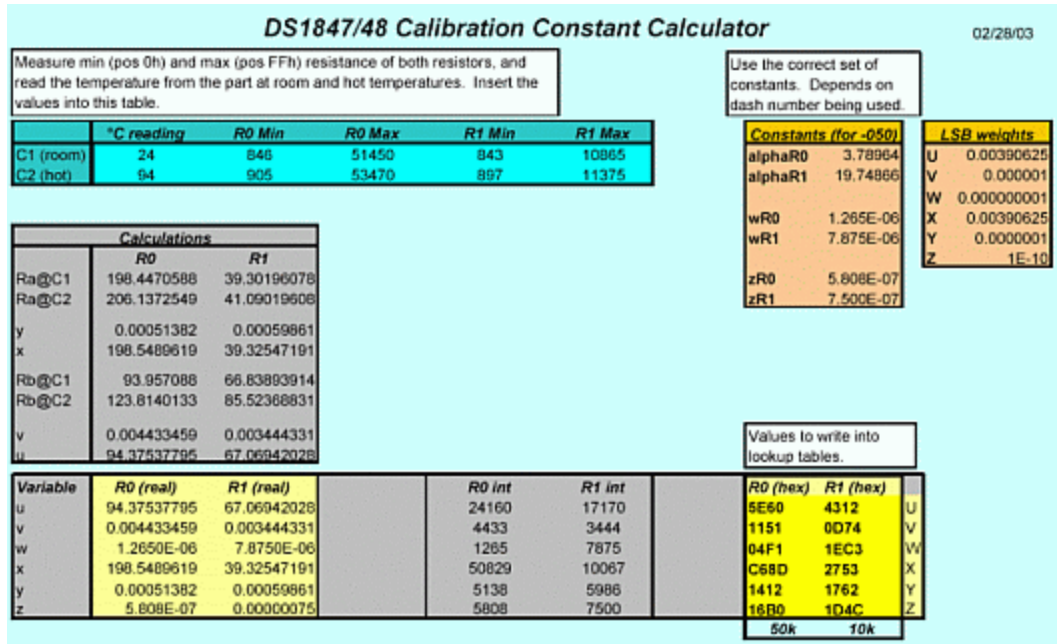 DS1847/48 Calibration Constant Calculator
02/28/03
Measure min (pos 0h) and max (pos FFh) resistance of both resistors, and
read the temperature from the part at room and hot temperatures. Insert the
values into this table.
Use the correct set of
constants. Depends on
dash number being used.
°C reading R0 Min R0 Max R1 Min R1 Max
C1 (room) 24 846 51450 843 10865
C2 (hot) 94 905 53470 897 11375
Constants (for -050)
alphaR0 3.78964
alphaR1 19.74866
wR0 1.265E-06
wR1 7.875E-06
zR0 5.808E-07
zR1 7.500E-07
LSB weights
U 0.00390625
V 0.000001
W 0.000000001
X 0.00390625
Y 0.0000001
Z 1E-10
Calculations
R0 R1
Ra@C1 198.4470588 39.30196078
Ra@C2 206.1372549 41.09019608
y 0.00051382 0.00059861
x 198.5489619 39.32547191
Rb@C1 93.957088 66.83893914
Rb@C2 123.8140133 85.52368831
v 0.004433459 0.003444331
u 94.37537795 67.06942028
Values to write into
lookup tables.
Variable R0 (real) R1 (real) R0 int R1 int R0 (hex) R1 (hex)
u 94.37537795 67.06942028 24160 17170 5E60 4312 U
v 0.004433459 0.003444331 4433 3444 1151 0D74 V
w 1.2650E-06 7.8750E-06 1265 7875 04F1 1EC3 W
x 198.5489619 39.32547191 50829 10067 C68D 2753 X
y 0.00051382 0.00059861 5138 5986 1412 1762 Y
z 5.808E-07 0.00000075 5808 7500 16B0 1D4C Z
50k 10k